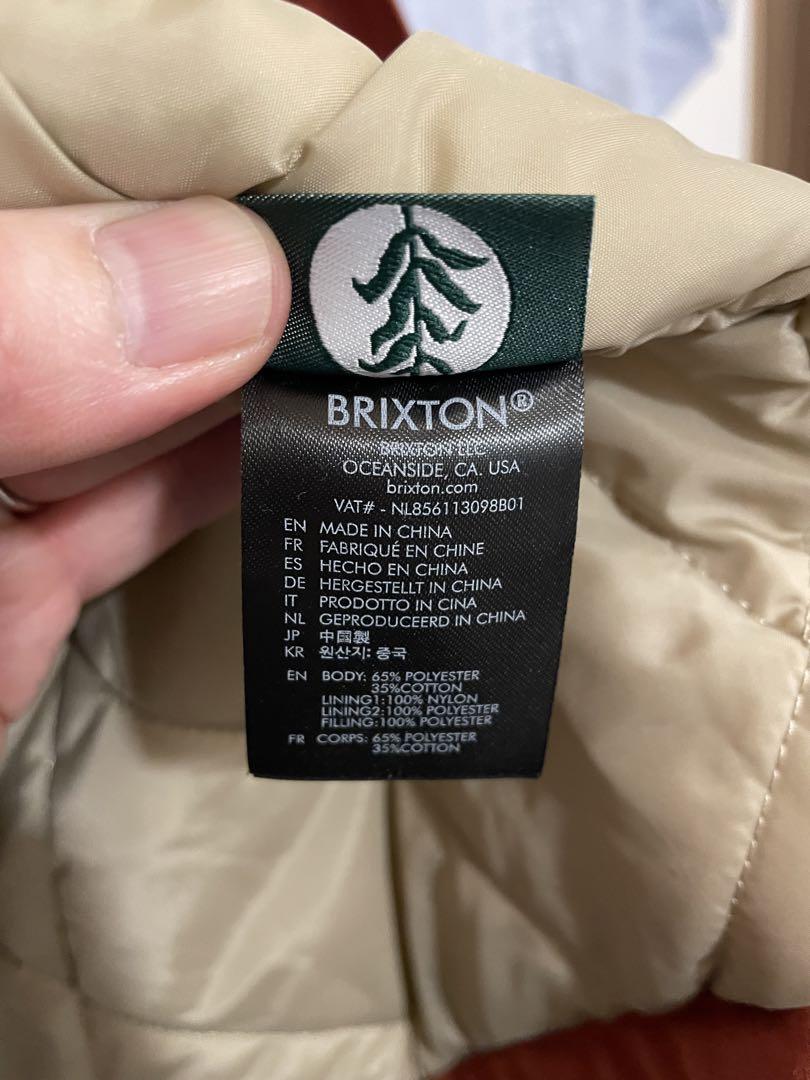 BRIXTON®
BRIXTON LLC
OCEANSIDE, CA. USA
brixton.com
VAT# - NL856113098B01
EN MADE IN CHINA
FR FABRIQUÉ EN CHINE
ES HECHO EN CHINA
DE HERGESTELLT IN CHINA
IT PRODOTTO IN CINA
NL GEPRODUCEERD IN CHINA
JP 中國製
KR 원산지: 중국
EN BODY: 65% POLYESTER
35%COTTON
LINING1:100% NYLON
LINING2:100% POLYESTER
FILLING:100% POLYESTER
FR CORPS: 65% POLYESTER
35%COTTON